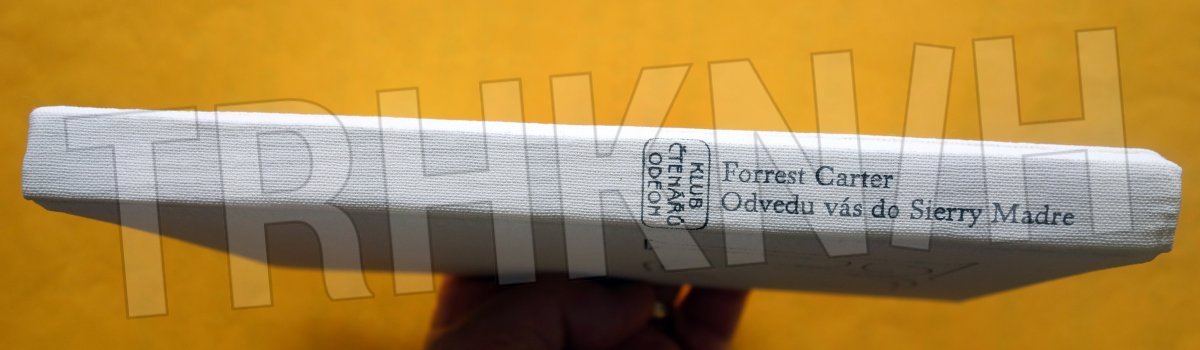 TRHKNIH
KLUB
ČTENÁŘŮ
ODEON
Forrest Carter
Odvedu vás do Sierry Madre